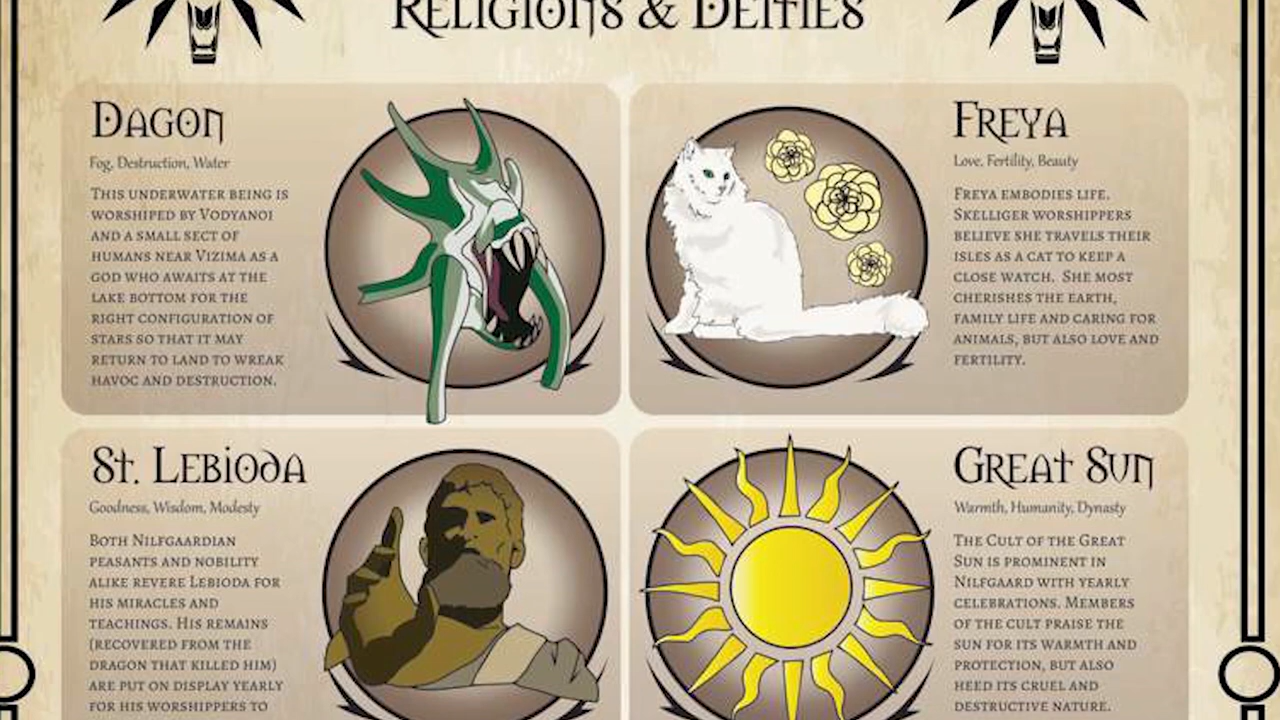 Religions & Deities
Dagon
Fog, Destruction, Water
This underwater being is
worshiped by Vodyanoi
and a small sect of
humans near Vizima as a
god who awaits at the
lake bottom for the
right configuration of
stars so that it may
return to land to wreak
havoc and destruction.
Freya
Love, Fertility, Beauty
Freya embodies life.
Skelliger worshippers
believe she travels their
isles as a cat to keep a
close watch. She most
cherishes the earth,
family life and caring for
animals, but also love and
fertility.
St. Lebioda
Goodness, Wisdom, Modesty
Both Nilfgaardian
peasants and nobility
alike revere Lebioda for
his miracles and
teachings. His remains
(recovered from the
dragon that killed him)
are put on display yearly
for his worshippers to
Great Sun
Warmth, Humanity, Dynasty
The Cult of the Great
Sun is prominent in
Nilfgaard with yearly
celebrations. Members
of the cult praise the
sun for its warmth and
protection, but also
heed its cruel and
destructive nature.